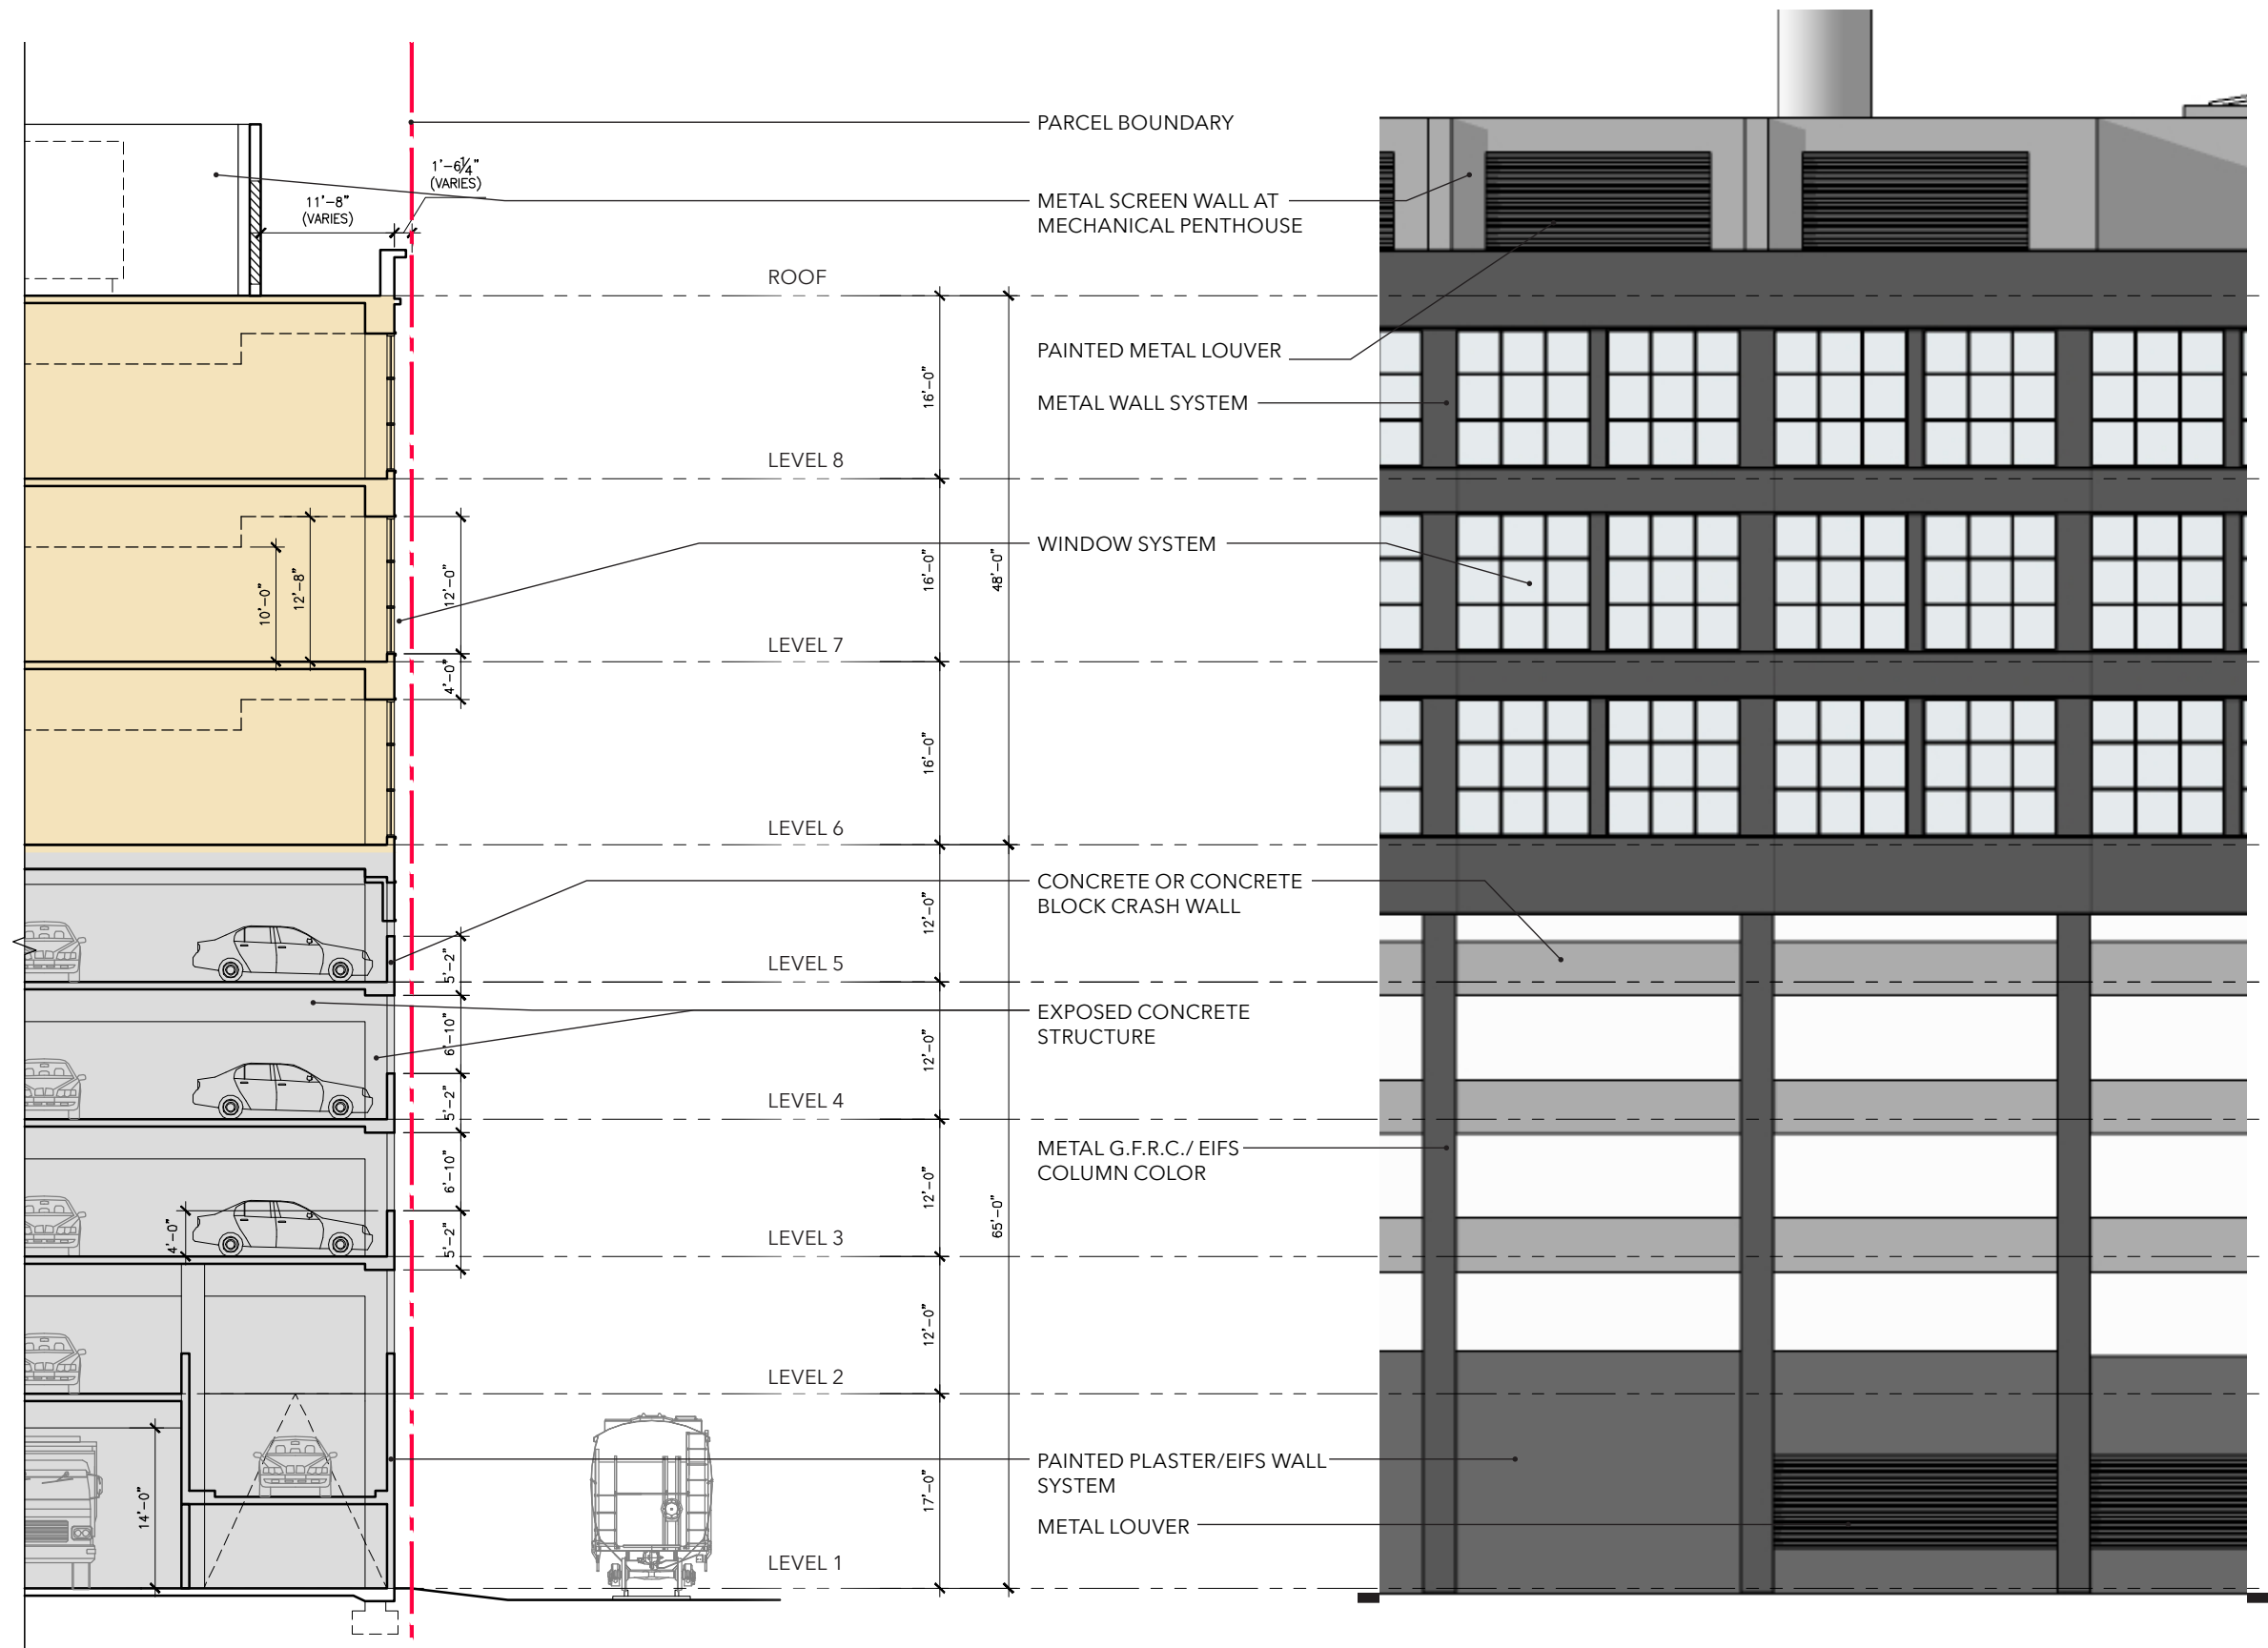 PARCEL BOUNDARY
1'-6¼"
(VARIES)
11'-8"
(VARIES)
METAL SCREEN WALL AT
MECHANICAL PENTHOUSE
ROOF
PAINTED METAL LOUVER
16'-0"
METAL WALL SYSTEM
LEVEL 8
WINDOW SYSTEM
10'-0"
12'-8"
12'-0"
16'-0"
48'-0"
LEVEL 7
4'-0"
16'-0"
LEVEL 6
CONCRETE OR CONCRETE
BLOCK CRASH WALL
12'-0"
5'-2"
LEVEL 5
EXPOSED CONCRETE
STRUCTURE
6'-10"
12'-0"
5'-2"
LEVEL 4
METAL G.F.R.C./ EIFS
COLUMN COLOR
6'-10"
12'-0"
65'-0"
4'-0"
5'-2"
LEVEL 3
12'-0"
LEVEL 2
PAINTED PLASTER/EIFS WALL
SYSTEM
14'-0"
17'-0"
METAL LOUVER
LEVEL 1